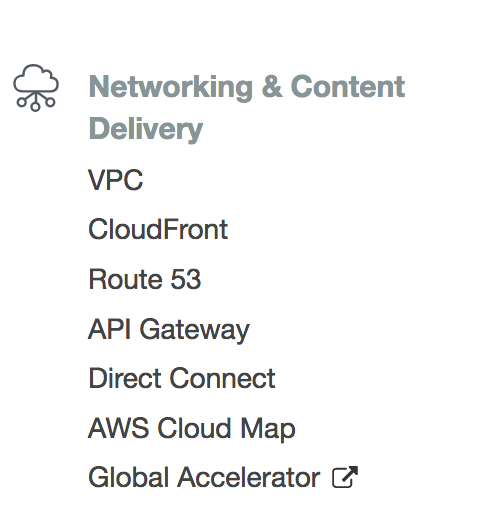 Networking & Content
Delivery
VPC
CloudFront
Route 53
API Gateway
Direct Connect
AWS Cloud Map
Global Accelerator